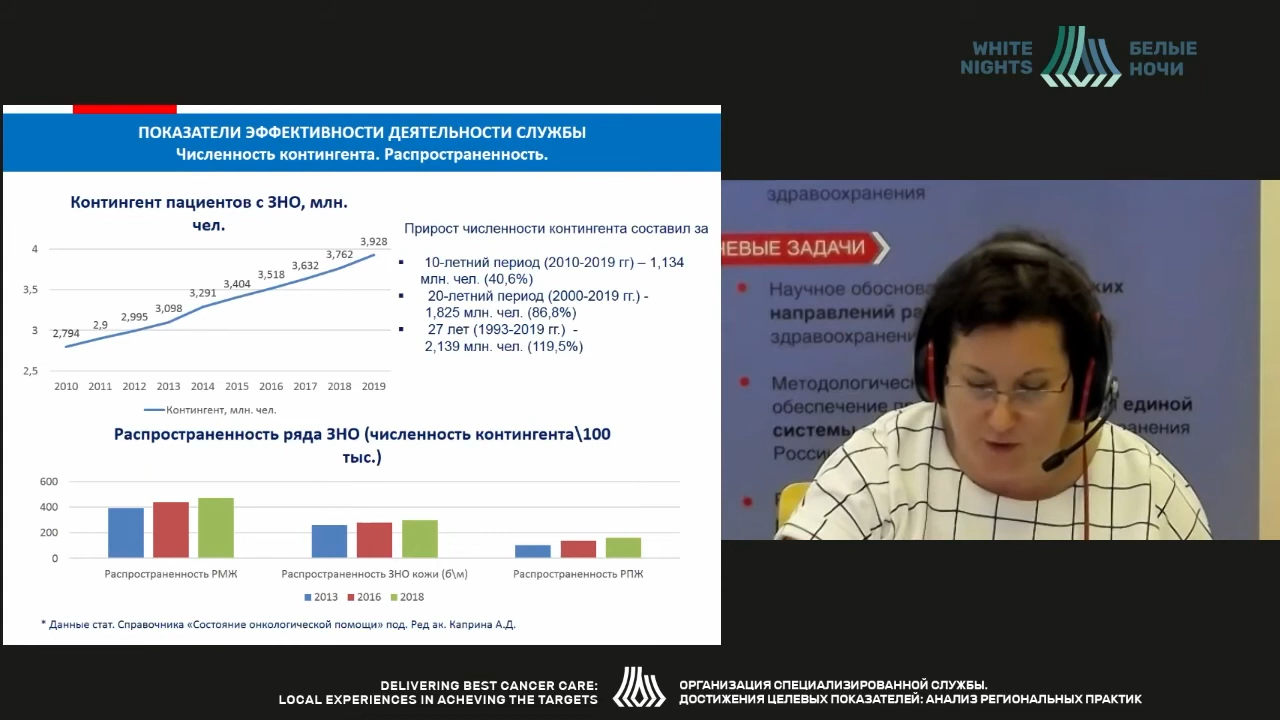 WHITE
NIGHTS
БЕЛЫЕ
НОЧИ
ПОКАЗАТЕЛИ ЭФФЕКТИВНОСТИ ДЕЯТЕЛЬНОСТИ СЛУЖБЫ
Численность контингента. Распространенность.
Контингент пациентов с ЗНО, млн.
чел.
4
3,5
3
2,5
2,794
2,9
2,995
3,098
3,291
3,404
3,518
3,632
3,762
3,928
2010 2011 2012 2013 2014 2015 2016 2017 2018 2019
Контингент, млн. чел.
Прирост численности контингента составил за
▪ 10-летний период (2010-2019 гг) – 1,134
млн. чел. (40,6%)
▪ 20-летний период (2000-2019 гг.) -
1,825 млн. чел. (86,8%)
▪ 27 лет (1993-2019 гг.) -
2,139 млн. чел. (119,5%)
Распространенность ряда ЗНО (численность контингента\100
тыс.)
600
400
200
0
Распространенность РМЖ Распространенность ЗНО кожи (б\м) Распространенность РПЖ
2013 2016 2018
* Данные стат. Справочника «Состояние онкологической помощи» под. Ред ак. Каприна А.Д.
здравоохранения
ЕВЫЕ ЗАДАЧИ
Научное обоснова ких
направлений ра
здравоохранени
Методологичес
обеспечение единой
системы нения
Росси
DELIVERING BEST CANCER CARE:
LOCAL EXPERIENCES IN ACHEVING THE TARGETS
ОРГАНИЗАЦИЯ СПЕЦИАЛИЗИРОВАННОЙ СЛУЖБЫ.
ДОСТИЖЕНИЯ ЦЕЛЕВЫХ ПОКАЗАТЕЛЕЙ: АНАЛИЗ РЕГИОНАЛЬНЫХ ПРАКТИК